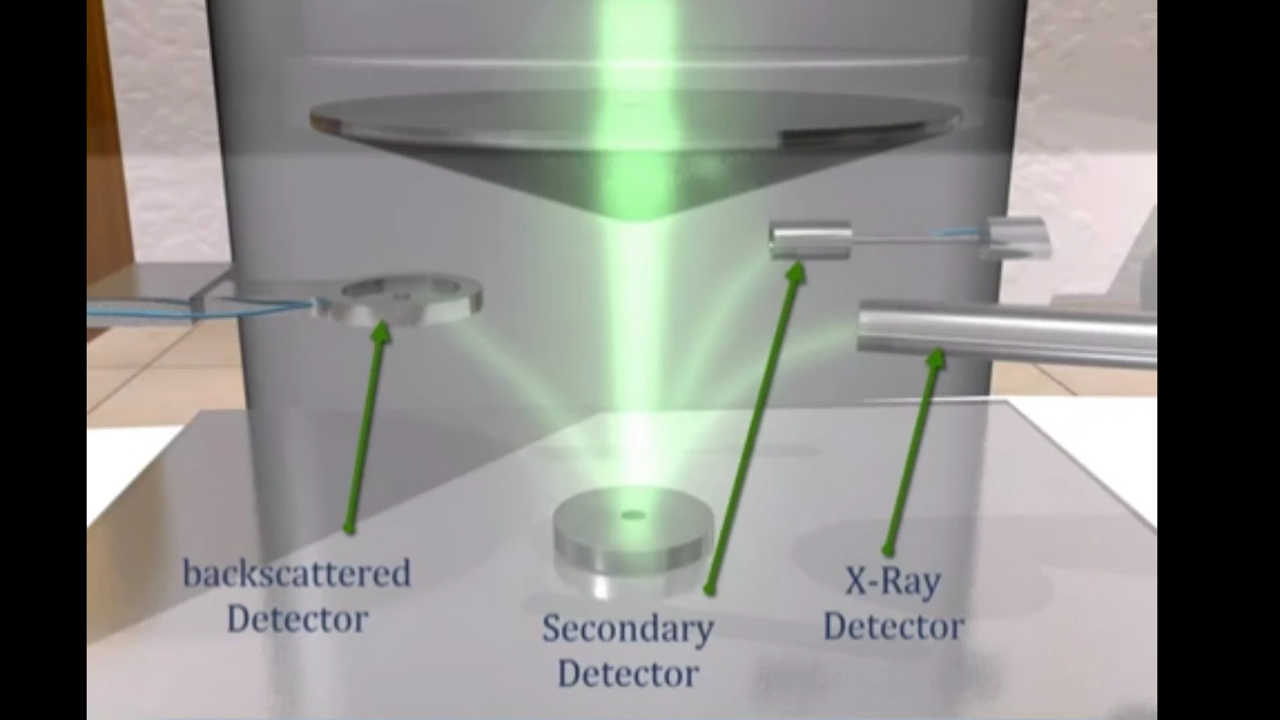 backscattered
Detector
Secondary
Detector
X-Ray
Detector